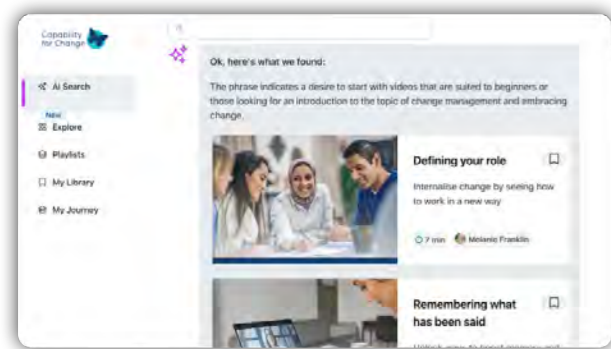 Capability
for Change
Ai Search
New
Explore
Playlists
My Library
My Journey
Ok, here's what we found:
The phrase indicates a desire to start with videos that are suited to beginners or
those looking for an introduction to the topic of change management and embracing
change.
Defining your role
Internalise change by seeing how
to work in a new way
7 min Melanie Franklin
Remembering what
has been said